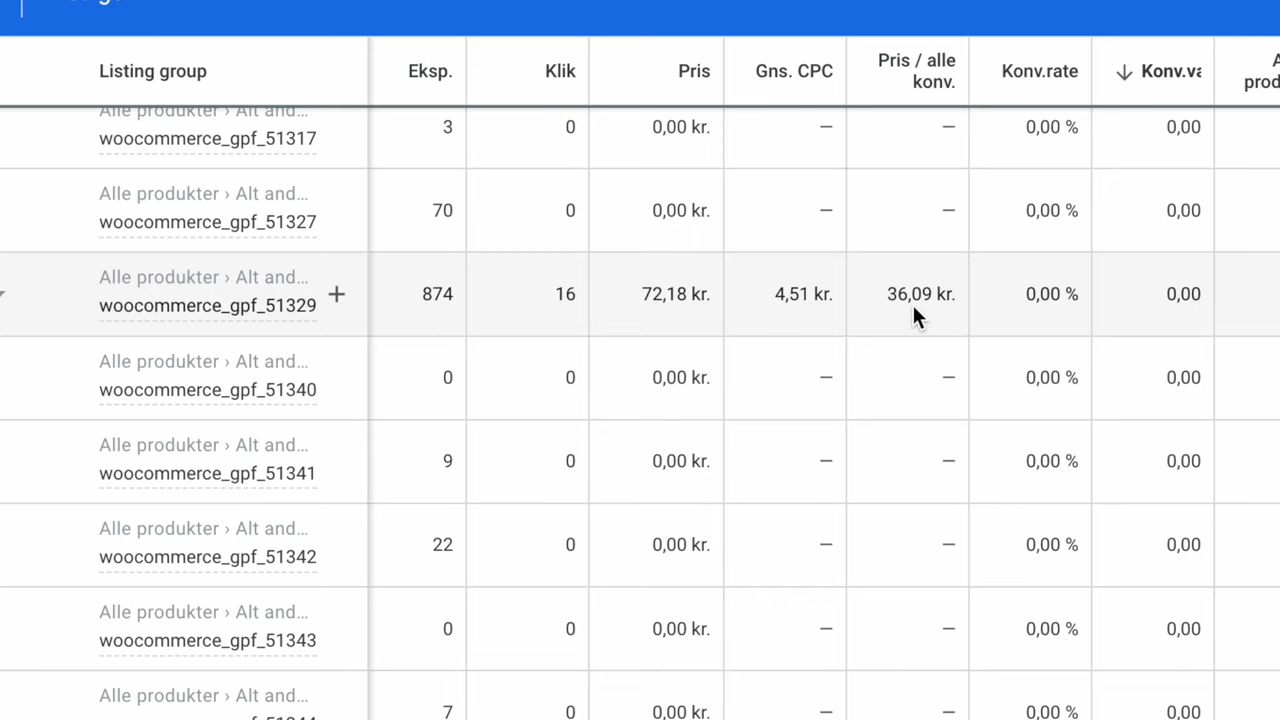 Listing group Eksp. Klik Pris Gns. CPC Pris / alle konv. Konv.rate Konv.va
Alle produkter › Alt and…
woocommerce_gpf_51317 3 0 0,00 kr. — — 0,00 % 0,00
Alle produkter › Alt and…
woocommerce_gpf_51327 70 0 0,00 kr. — — 0,00 % 0,00
Alle produkter › Alt and…
woocommerce_gpf_51329 874 16 72,18 kr. 4,51 kr. 36,09 kr. 0,00 % 0,00
Alle produkter › Alt and…
woocommerce_gpf_51340 0 0 0,00 kr. — — 0,00 % 0,00
Alle produkter › Alt and…
woocommerce_gpf_51341 9 0 0,00 kr. — — 0,00 % 0,00
Alle produkter › Alt and…
woocommerce_gpf_51342 22 0 0,00 kr. — — 0,00 % 0,00
Alle produkter › Alt and…
woocommerce_gpf_51343 0 0 0,00 kr. — — 0,00 % 0,00
Alle produkter › Alt and…
7 0 0,00 kr. — — 0,00 % 0,00